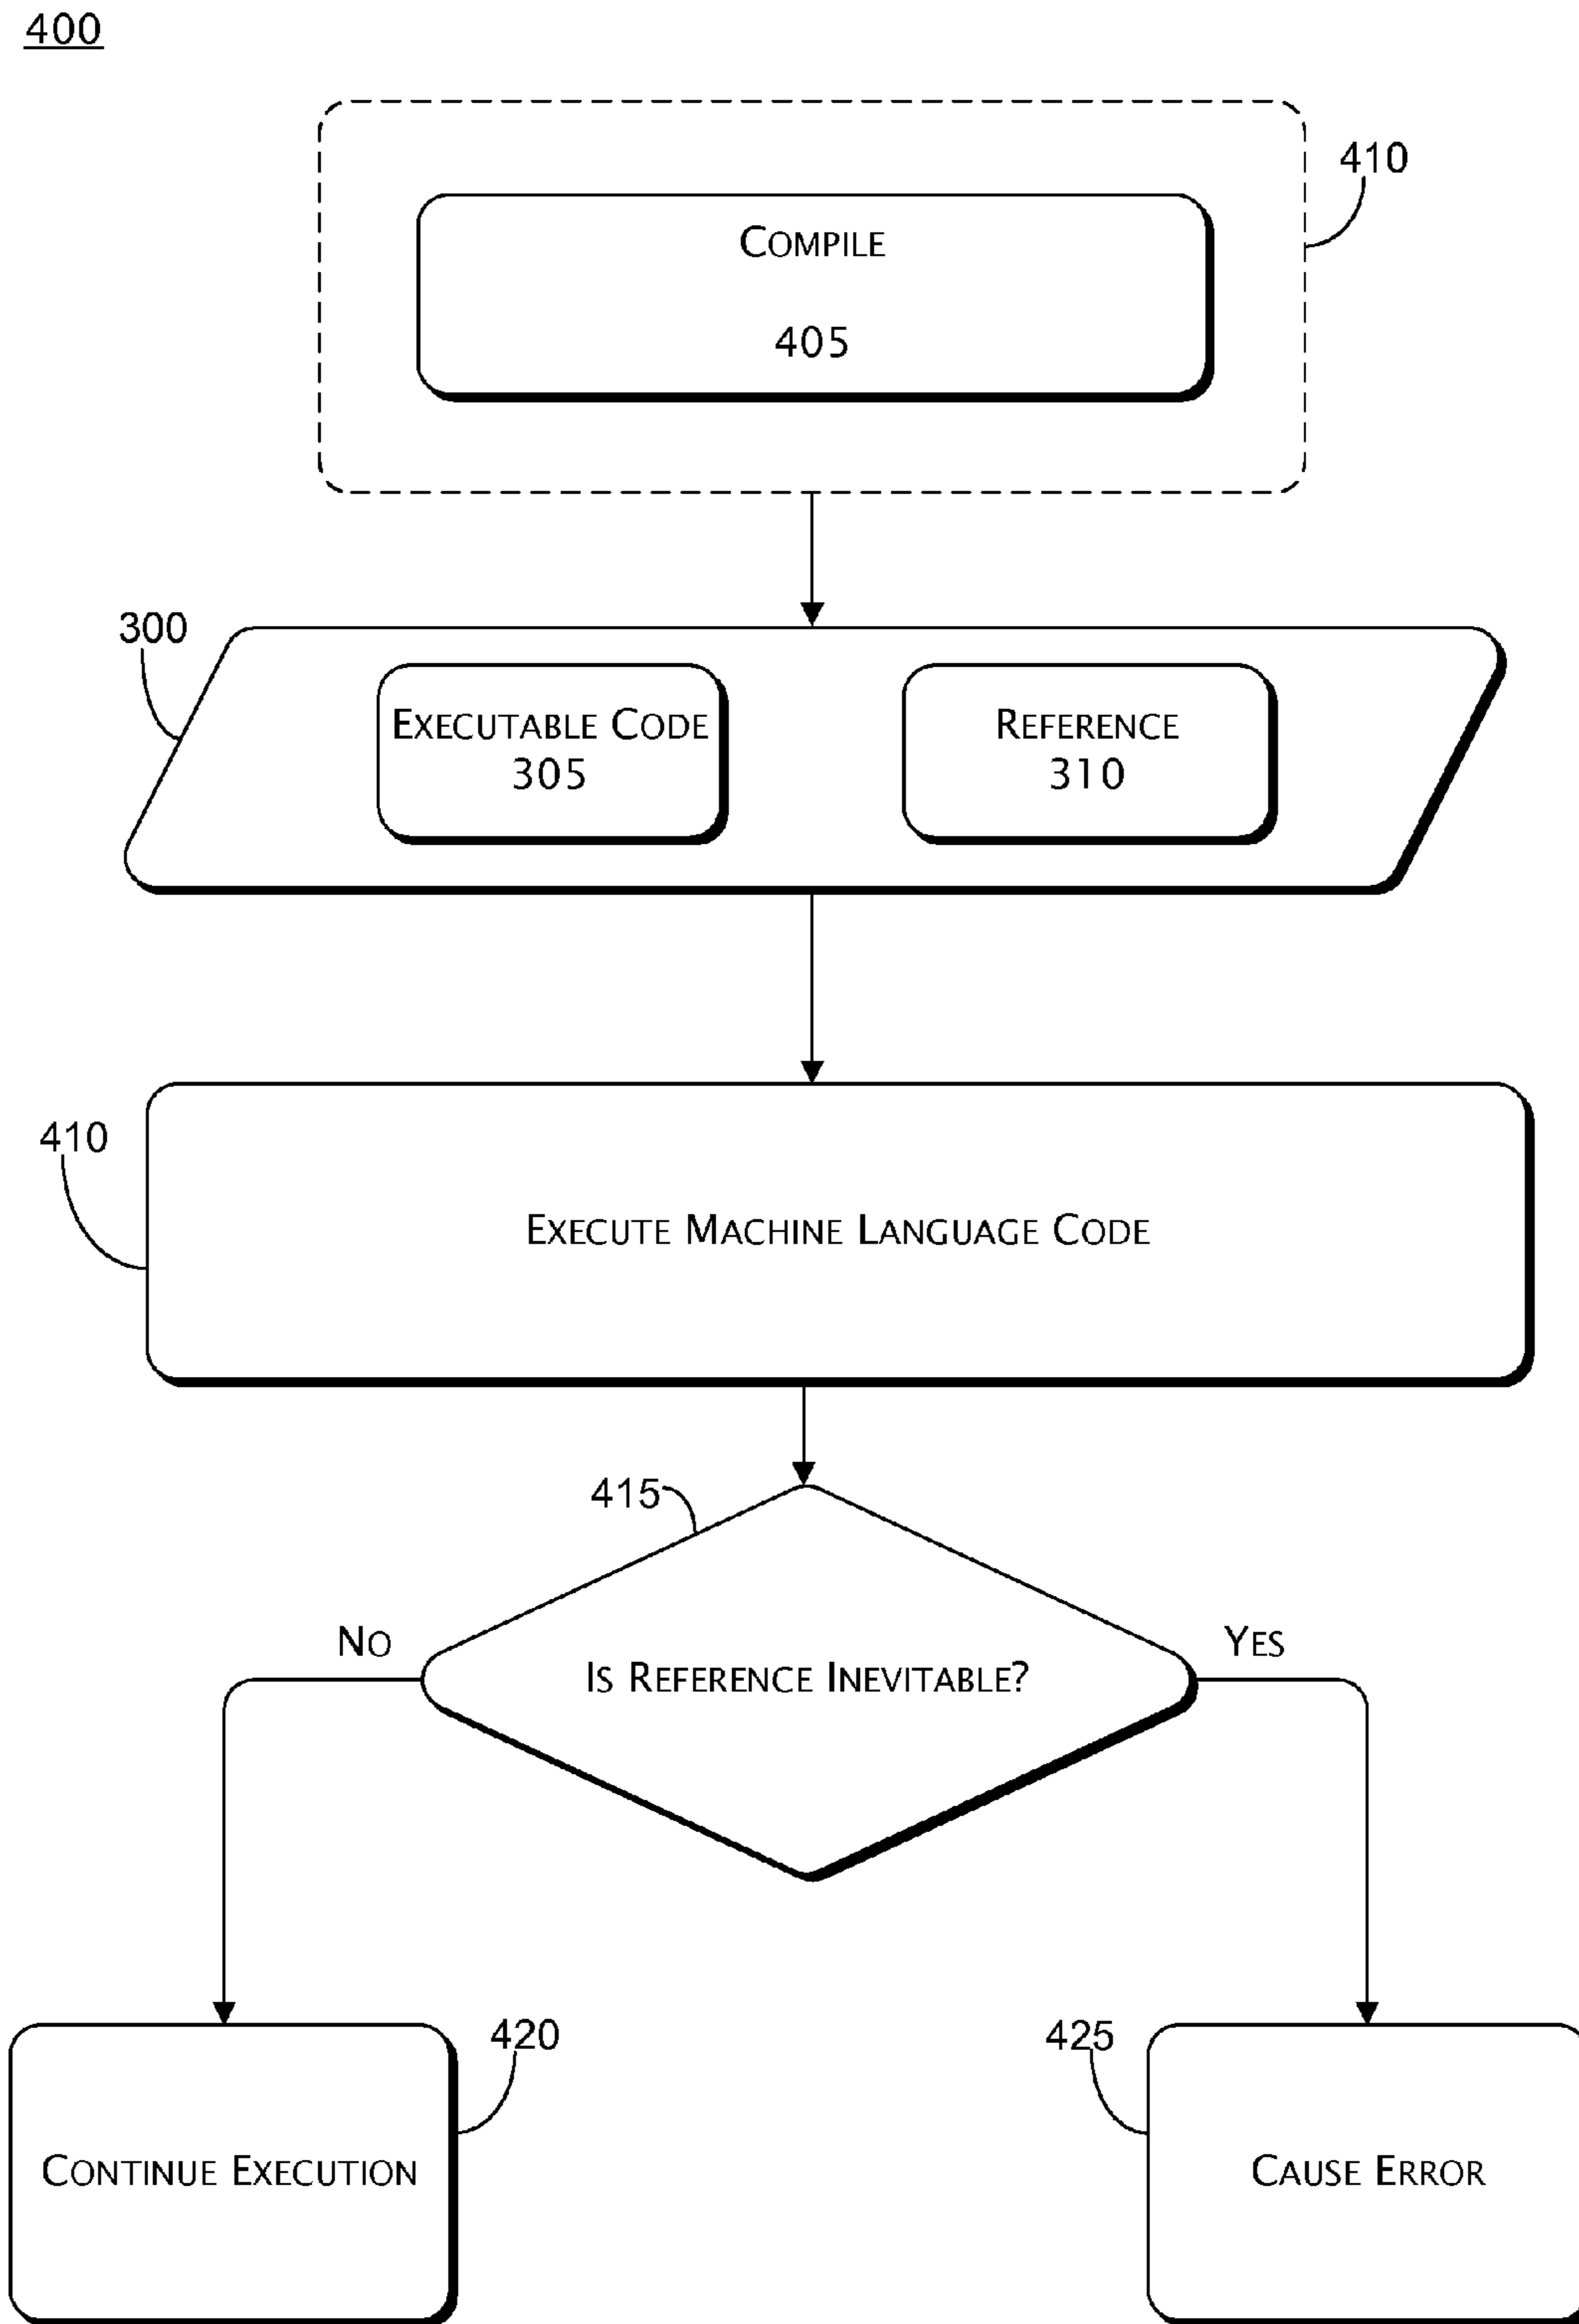 400
410
COMPILE
405
300
EXECUTABLE CODE
305
REFERENCE
310
410
EXECUTE MACHINE LANGUAGE CODE
415
NO
IS REFERENCE INEVITABLE?
YES
420
425
CONTINUE EXECUTION
CAUSE ERROR